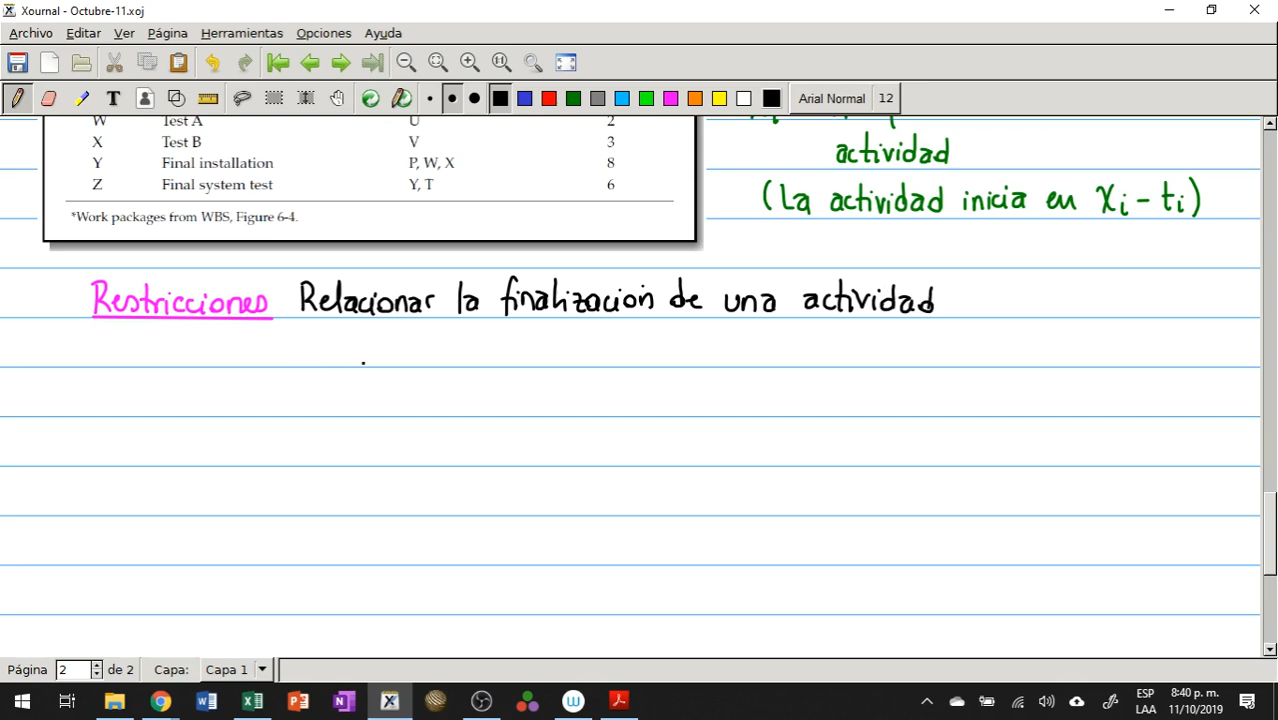 Xournal - Octubre-11.xoj
Archivo Editar Ver Página Herramientas Opciones Ayuda
Arial Normal 12
W Test A U 2
X Test B V 3
Y Final installation P, W, X 8
Z Final system test Y, T 6
*Work packages from WBS, Figure 6-4.
actividad
(La actividad inicia en xi - ti)
Restricciones Relacionar la finalización de una actividad
Página 2 de 2 Capa: Capa 1
ESP 8:40 p. m.
LAA 11/10/2019